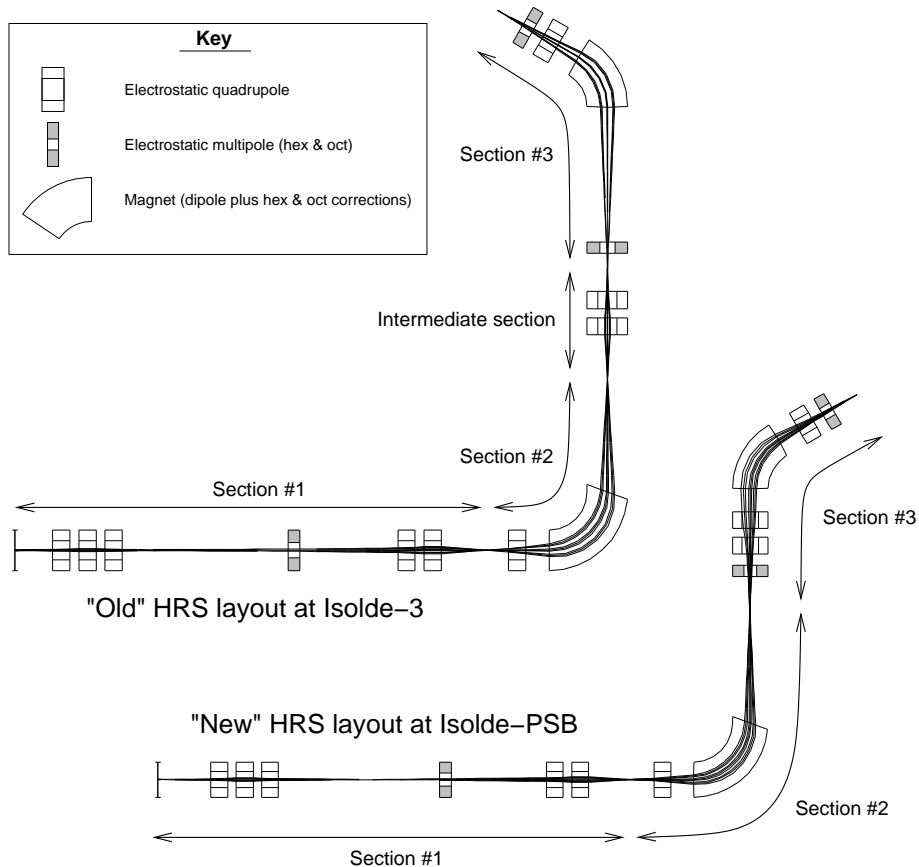 Key
Electrostatic quadrupole
Electrostatic multipole (hex & oct)
Magnet (dipole plus hex & oct corrections)
Section #3
Intermediate section
Section #2
Section #1
"Old" HRS layout at Isolde−3
Section #3
"New" HRS layout at Isolde−PSB
Section #2
Section #1